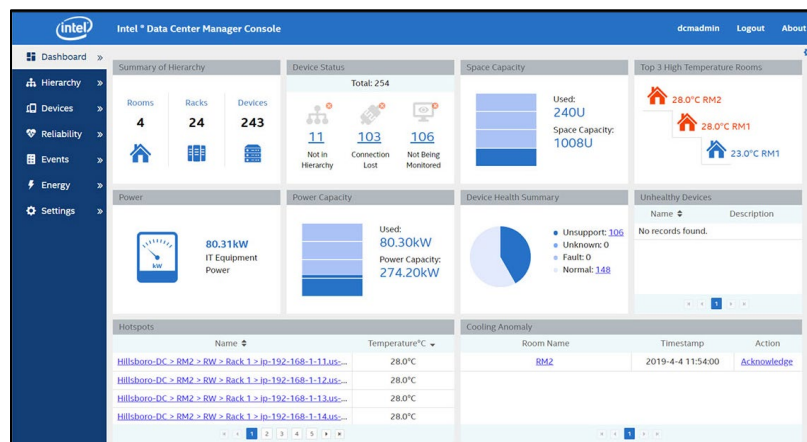 intel Intel ® Data Center Manager Console dcmadmin Logout About
Dashboard »
Hierarchy »
Devices »
Reliability »
Events »
Energy »
Settings »
Summary of Hierarchy
Rooms Racks Devices
4 24 243
Device Status
Total: 254
11 103 106
Not in Connection Not Being
Hierarchy Lost Monitored
Space Capacity
Used:
240U
Space Capacity:
1008U
Top 3 High Temperature Rooms
28.0°C RM2
28.0°C RM1
23.0°C RM1
Power
kW
80.31kW
IT Equipment
Power
Power Capacity
Used:
80.30kW
Power Capacity:
274.20kW
Device Health Summary
Unsupport: 106
Unknown: 0
Fault: 0
Normal: 148
Unhealthy Devices
Name Description
No records found.
1
Hotspots
Name Temperature°C
Hillsboro-DC > RM2 > RW > Rack 1 > ip-192-168-1-11.us-... 28.0°C
Hillsboro-DC > RM2 > RW > Rack 1 > ip-192-168-1-12.us-... 28.0°C
Hillsboro-DC > RM2 > RW > Rack 1 > ip-192-168-1-13.us-... 28.0°C
Hillsboro-DC > RM2 > RW > Rack 1 > ip-192-168-1-14.us-... 28.0°C
1 2 3 4 5
Cooling Anomaly
Room Name Timestamp Action
RM2 2019-4-4 11:54:00 Acknowledge
1